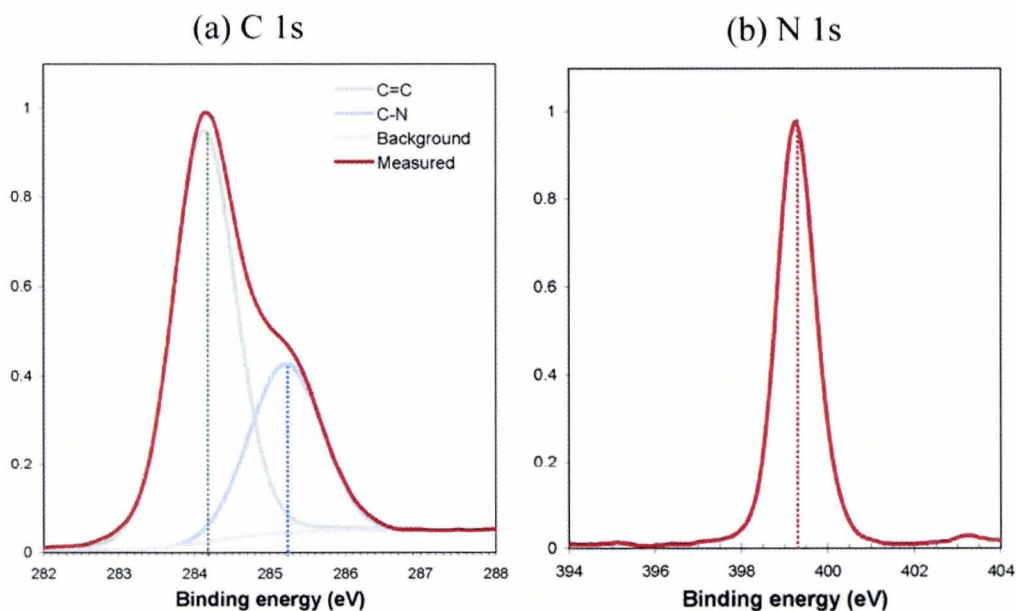 (a) C 1s
C=C
C-N
Background
Measured
1
0.8
0.6
0.4
0.2
0
282 283 284 285 286 287 288
Binding energy (eV)
(b) N 1s
1
0.8
0.6
0.4
0.2
0
394 396 398 400 402 404
Binding energy (eV)